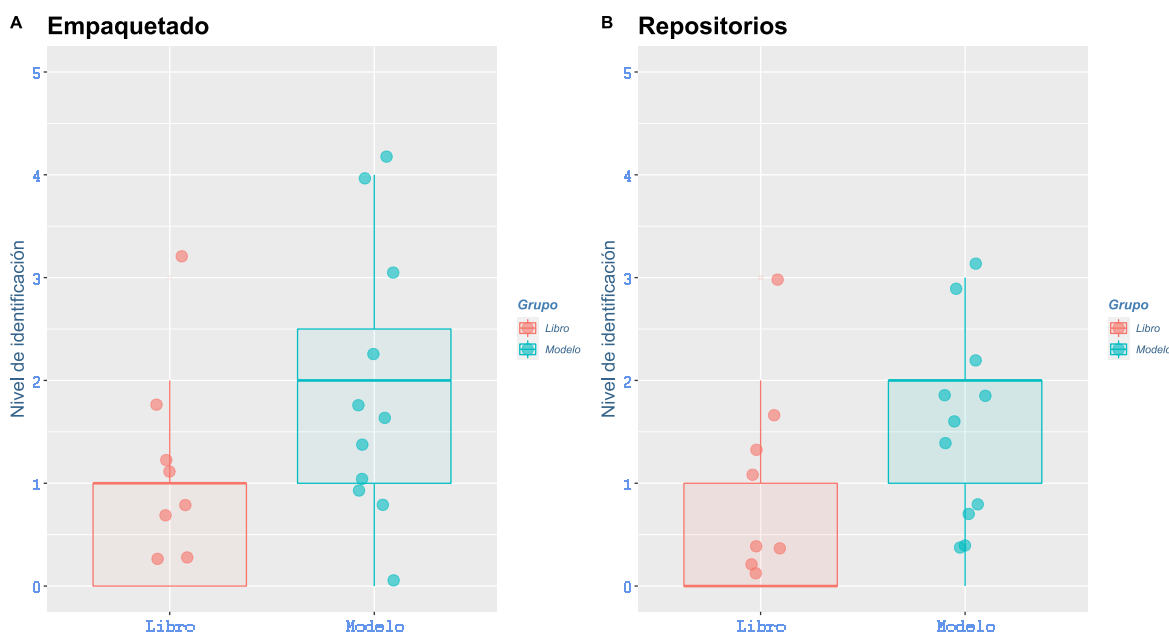 A Empaquetado
5
4
3
2
1
0
Nivel de identificación
Libro
Modelo
Grupo
Libro
Modelo
B Repositorios
5
4
3
2
1
0
Nivel de identificación
Libro
Modelo
Grupo
Libro
Modelo